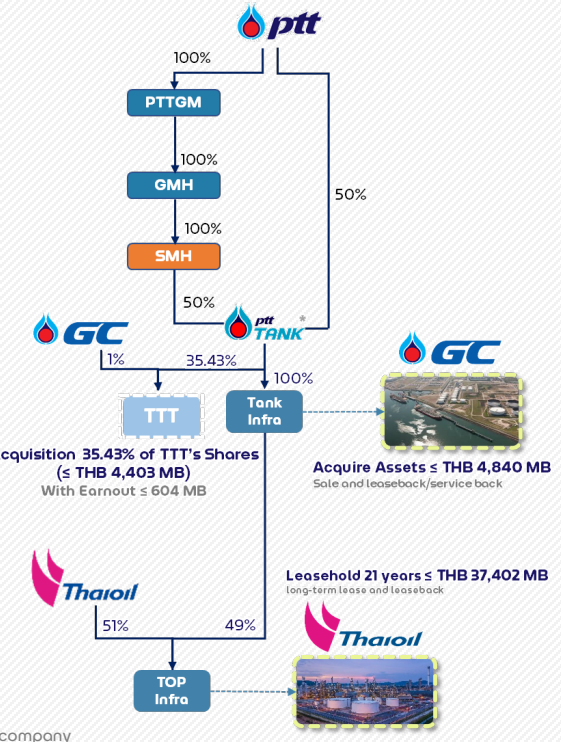 ptt
100%
PTTGM
100%
GMH
50%
100%
SMH
50%
ptt
TANK*
GC
1%
35.43%
GC
100%
TTT
Tank
Infra
cquisition 35.43% of TTT's Shares
(≤ THB 4,403 MB)
With Earnout ≤ 604 MB
Acquire Assets ≤ THB 4,840 MB
Sale and leaseback/service back
Thaioil
Leasehold 21 years ≤ THB 37,402 MB
long-term lease and leaseback
51%
49%
Thaioil
TOP
Infra
company